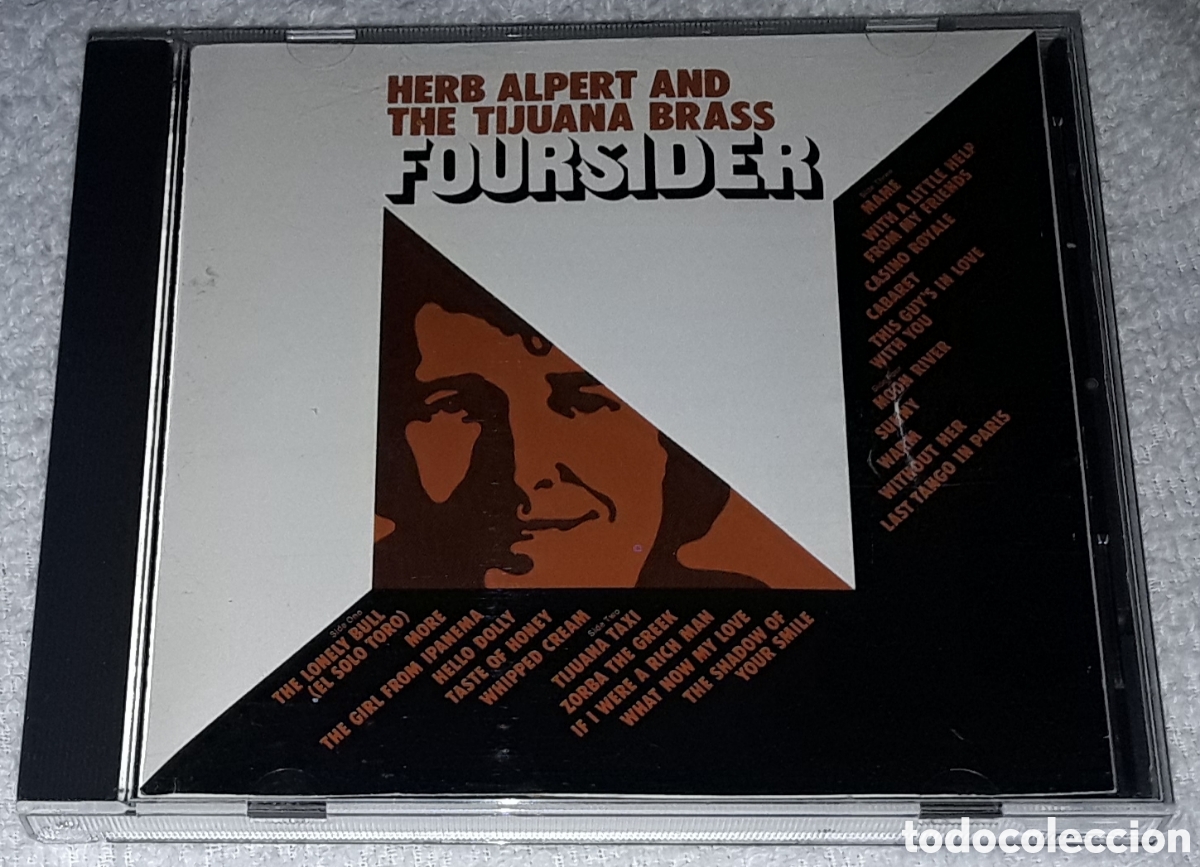 HERB ALPERT AND
THE TIJUANA BRASS
FOURSIDER
MAME
WITH A LITTLE HELP
FROM MY FRIENDS
CASINO ROYALE
CABARET
THIS GUY'S IN LOVE
WITH YOU
MOON RIVER
SUNNY
WARM
WITHOUT HER
LAST TANGO IN PARIS
Side One
THE LONELY BULL
(EL SOLO TORO)
MORE
THE GIRL FROM IPANEMA
HELLO DOLLY
TASTE OF HONEY
WHIPPED CREAM
Side Two
TIJUANA TAXI
ZORBA THE GREEK
IF I WERE A RICH MAN
WHAT NOW MY LOVE
THE SHADOW OF
YOUR SMILE
todocoleccion